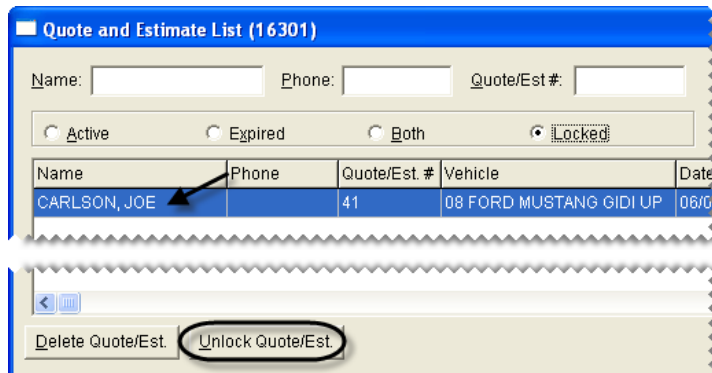 Quote and Estimate List (16301)
Name: Phone: Quote/Est #:
Active Expired Both Locked
Name Phone Quote/Est. # Vehicle Date
CARLSON, JOE 41 08 FORD MUSTANG GIDI UP 06/0
Delete Quote/Est. Unlock Quote/Est.